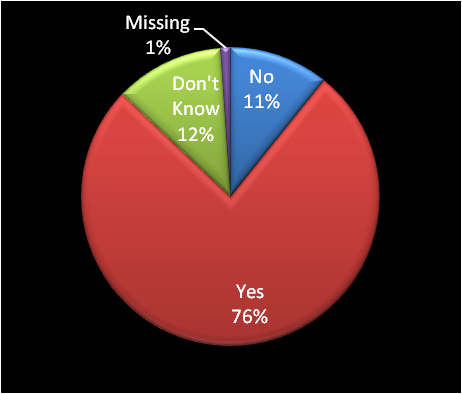 Missing
1%
No
11%
Don't
Know
12%
Yes
76%